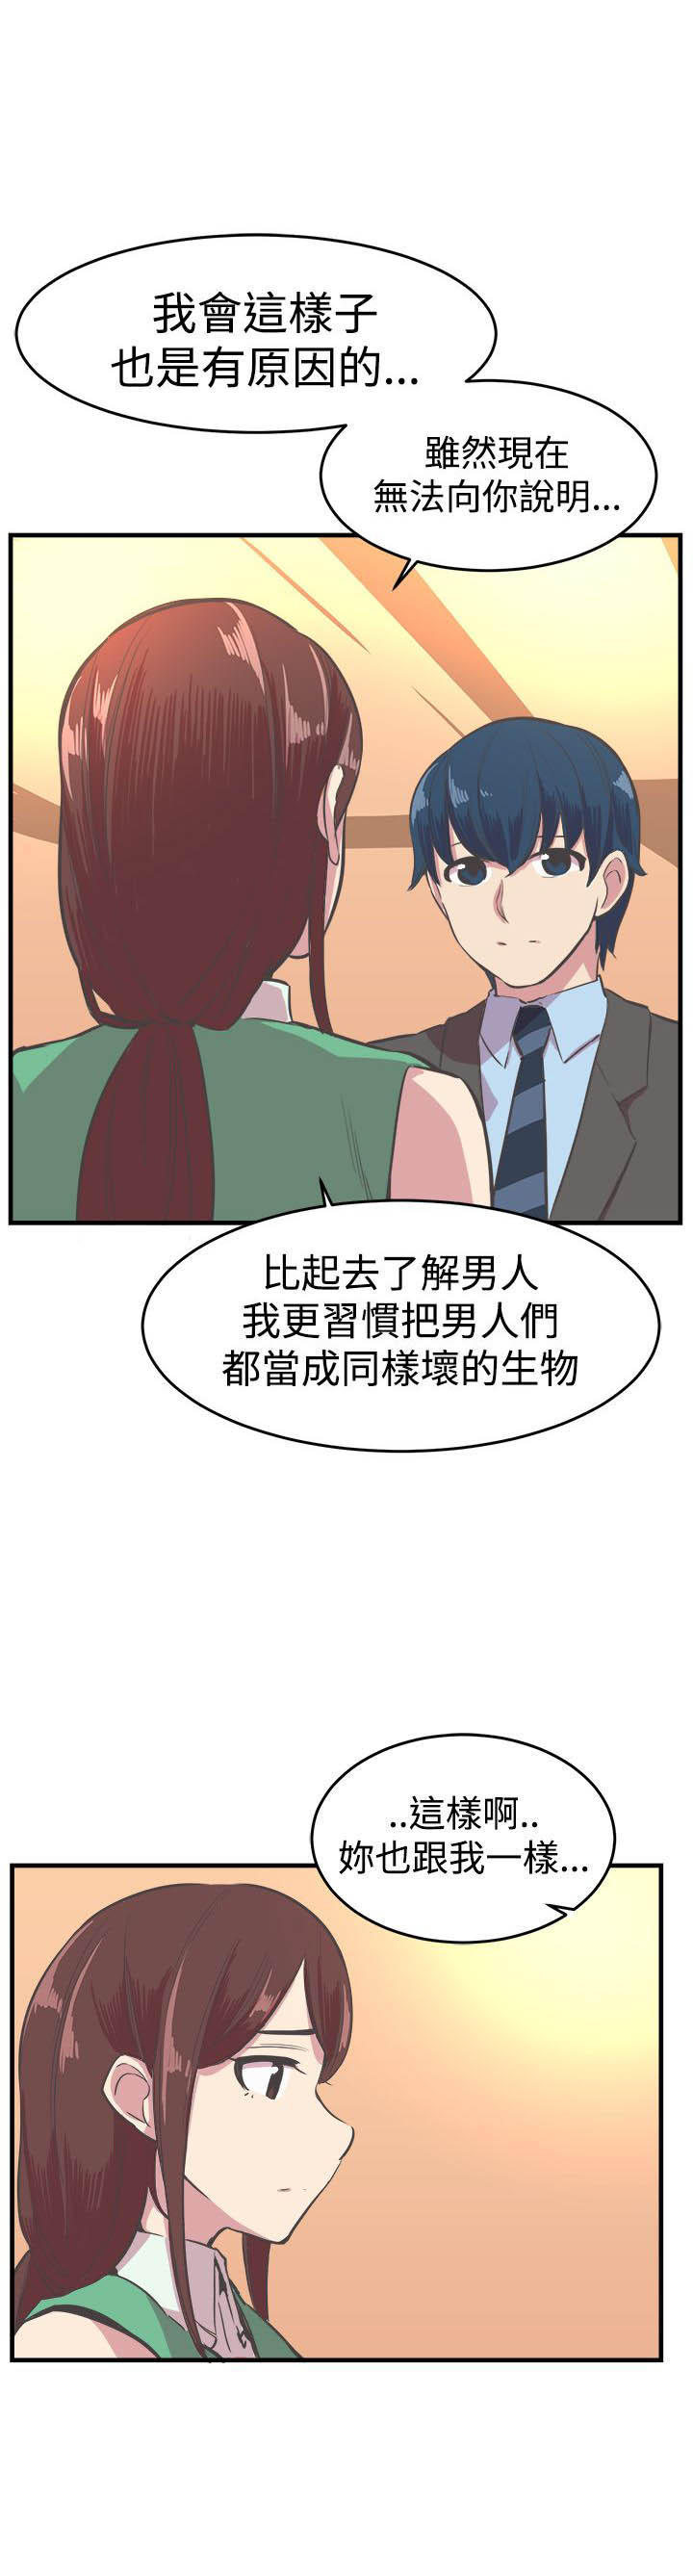 我會這樣子
也是有原因的...
雖然現在
無法向你說明...
比起去了解男人
我更習慣把男人們
都當成同樣壞的生物
..這樣啊..
妳也跟我一樣...